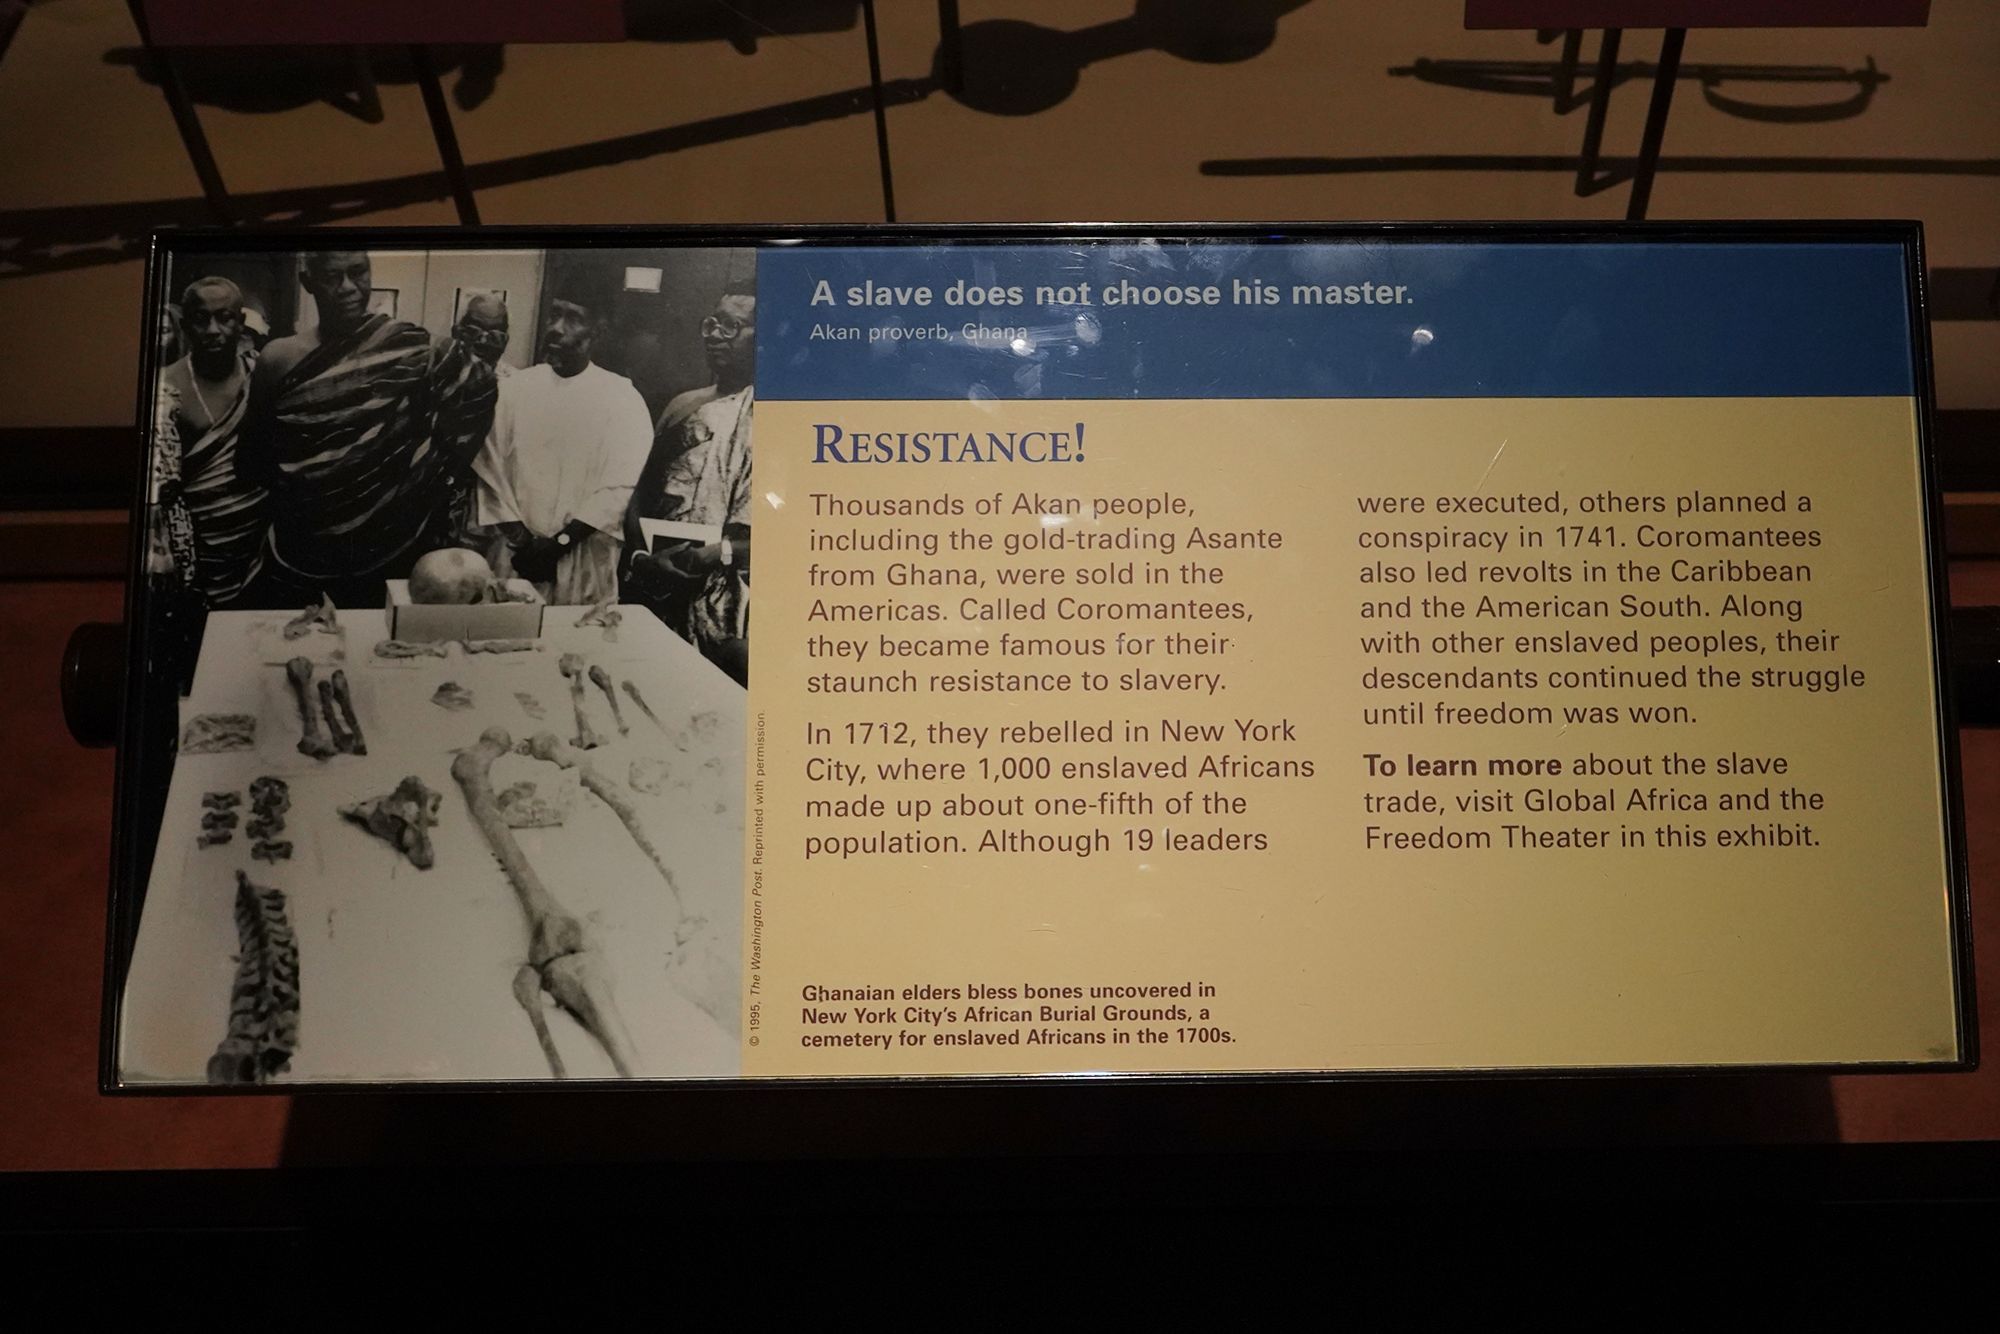 A slave does not choose his master.
Akan proverb, Ghana
RESISTANCE!
Thousands of Akan people,
including the gold-trading Asante
from Ghana, were sold in the
Americas. Called Coromantees,
they became famous for their
staunch resistance to slavery.
In 1712, they rebelled in New York
City, where 1,000 enslaved Africans
made up about one-fifth of the
population. Although 19 leaders
were executed, others planned a
conspiracy in 1741. Coromantees
also led revolts in the Caribbean
and the American South. Along
with other enslaved peoples, their
descendants continued the struggle
until freedom was won.
To learn more about the slave
trade, visit Global Africa and the
Freedom Theater in this exhibit.
Ghanaian elders bless bones uncovered in
New York City's African Burial Grounds, a
cemetery for enslaved Africans in the 1700s.
© 1995, The Washington Post. Reprinted with permission.